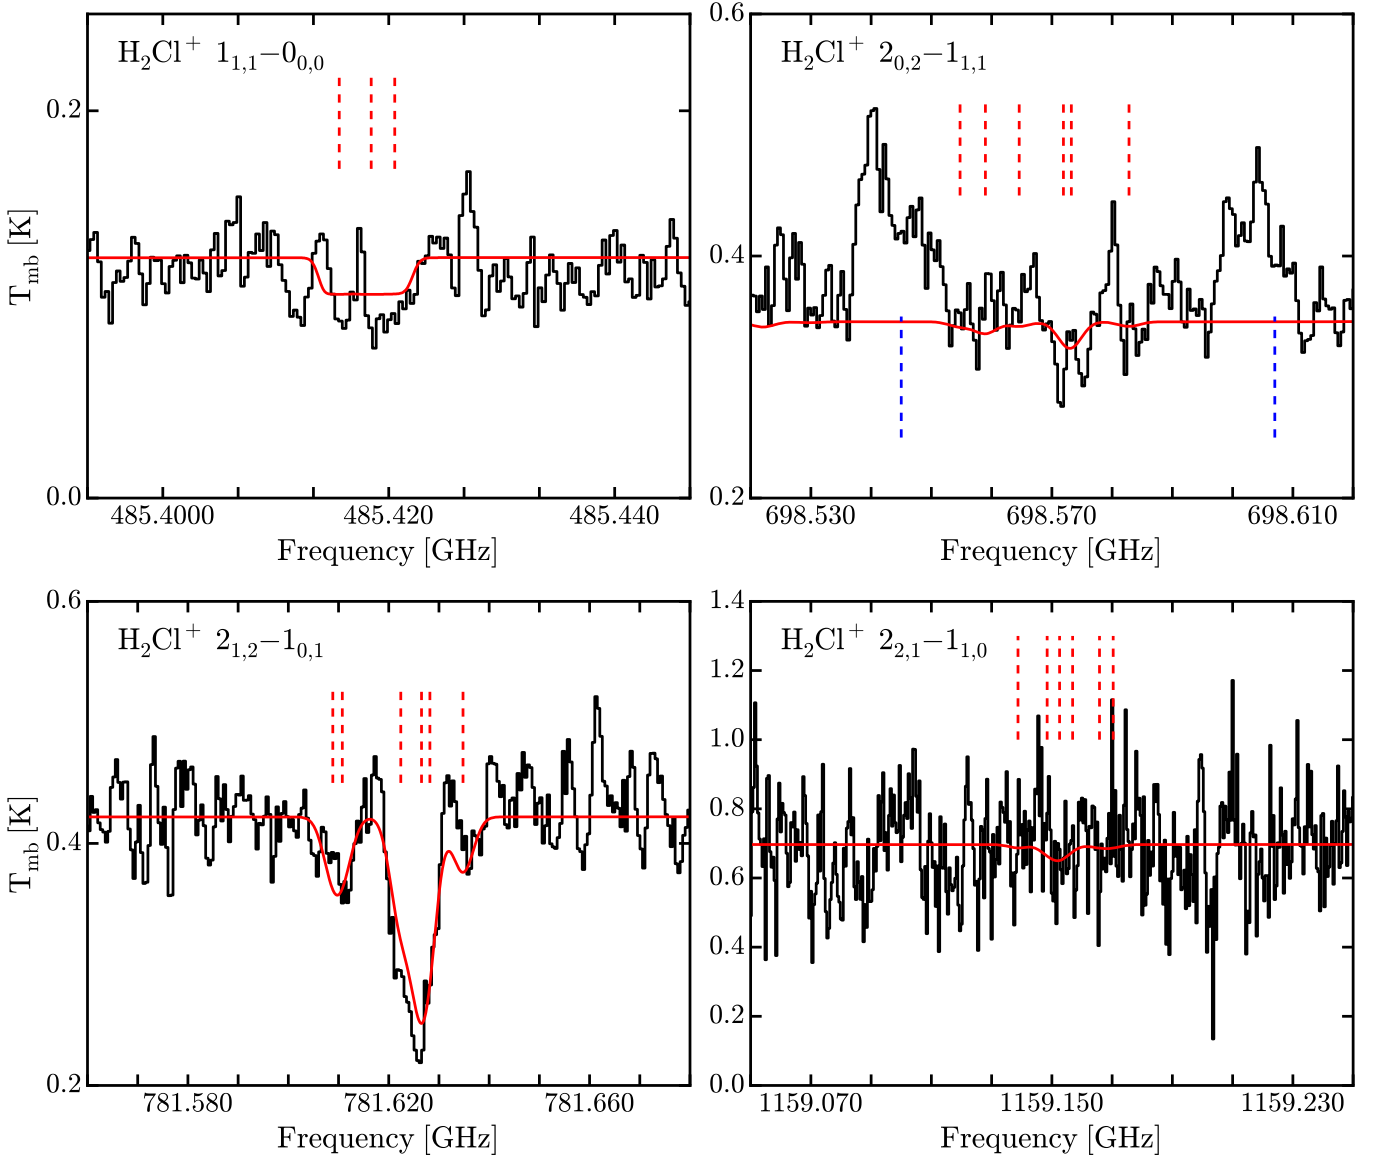 H₂Cl⁺ 1₁,₁−0₀,₀
0.2
0.0
T_mb [K]
485.4000 485.420 485.440
Frequency [GHz]
H₂Cl⁺ 2₀,₂−1₁,₁
0.6
0.4
0.2
698.530 698.570 698.610
Frequency [GHz]
H₂Cl⁺ 2₁,₂−1₀,₁
0.6
0.4
0.2
T_mb [K]
781.580 781.620 781.660
Frequency [GHz]
H₂Cl⁺ 2₂,₁−1₁,₀
1.4
1.2
1.0
0.8
0.6
0.4
0.2
0.0
1159.070 1159.150 1159.230
Frequency [GHz]